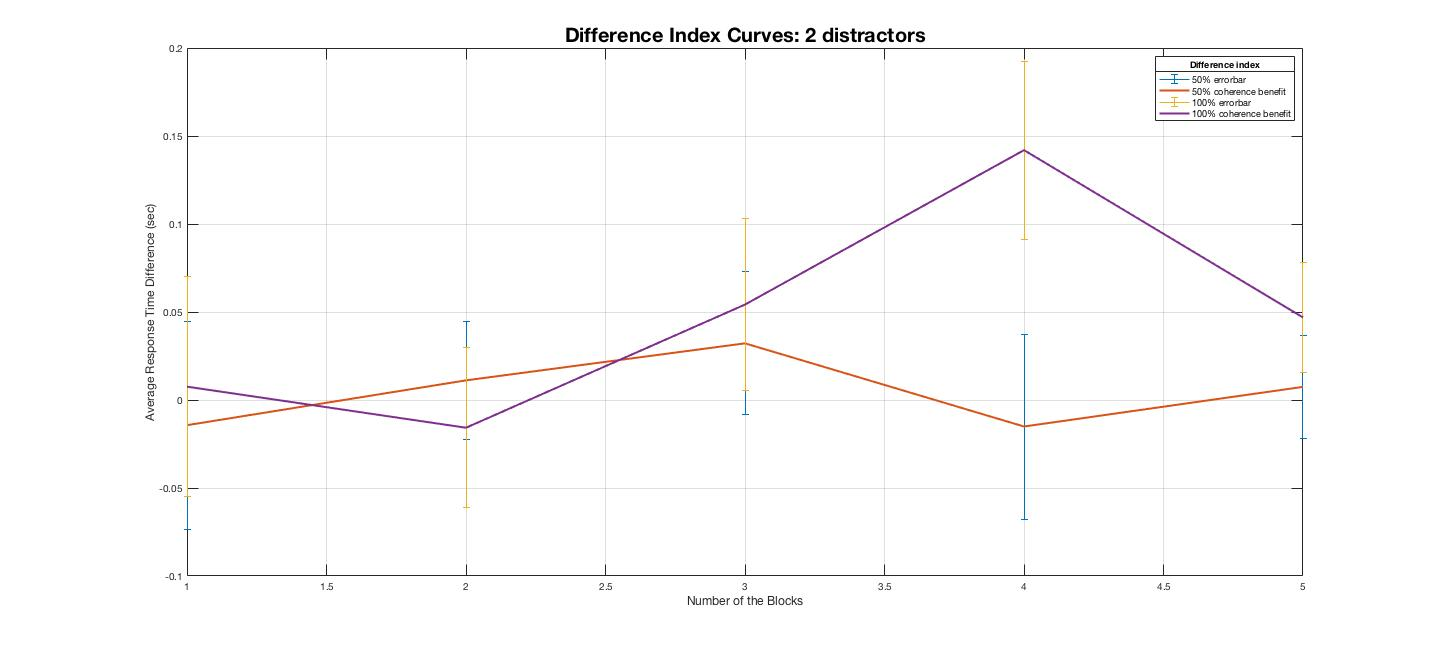 Difference Index Curves: 2 distractors
Difference index
50% errorbar
50% coherence benefit
100% errorbar
100% coherence benefit
Average Response Time Difference (sec)
0.2
0.15
0.1
0.05
0
-0.05
-0.1
1 1.5 2 2.5 3 3.5 4 4.5 5
Number of the Blocks